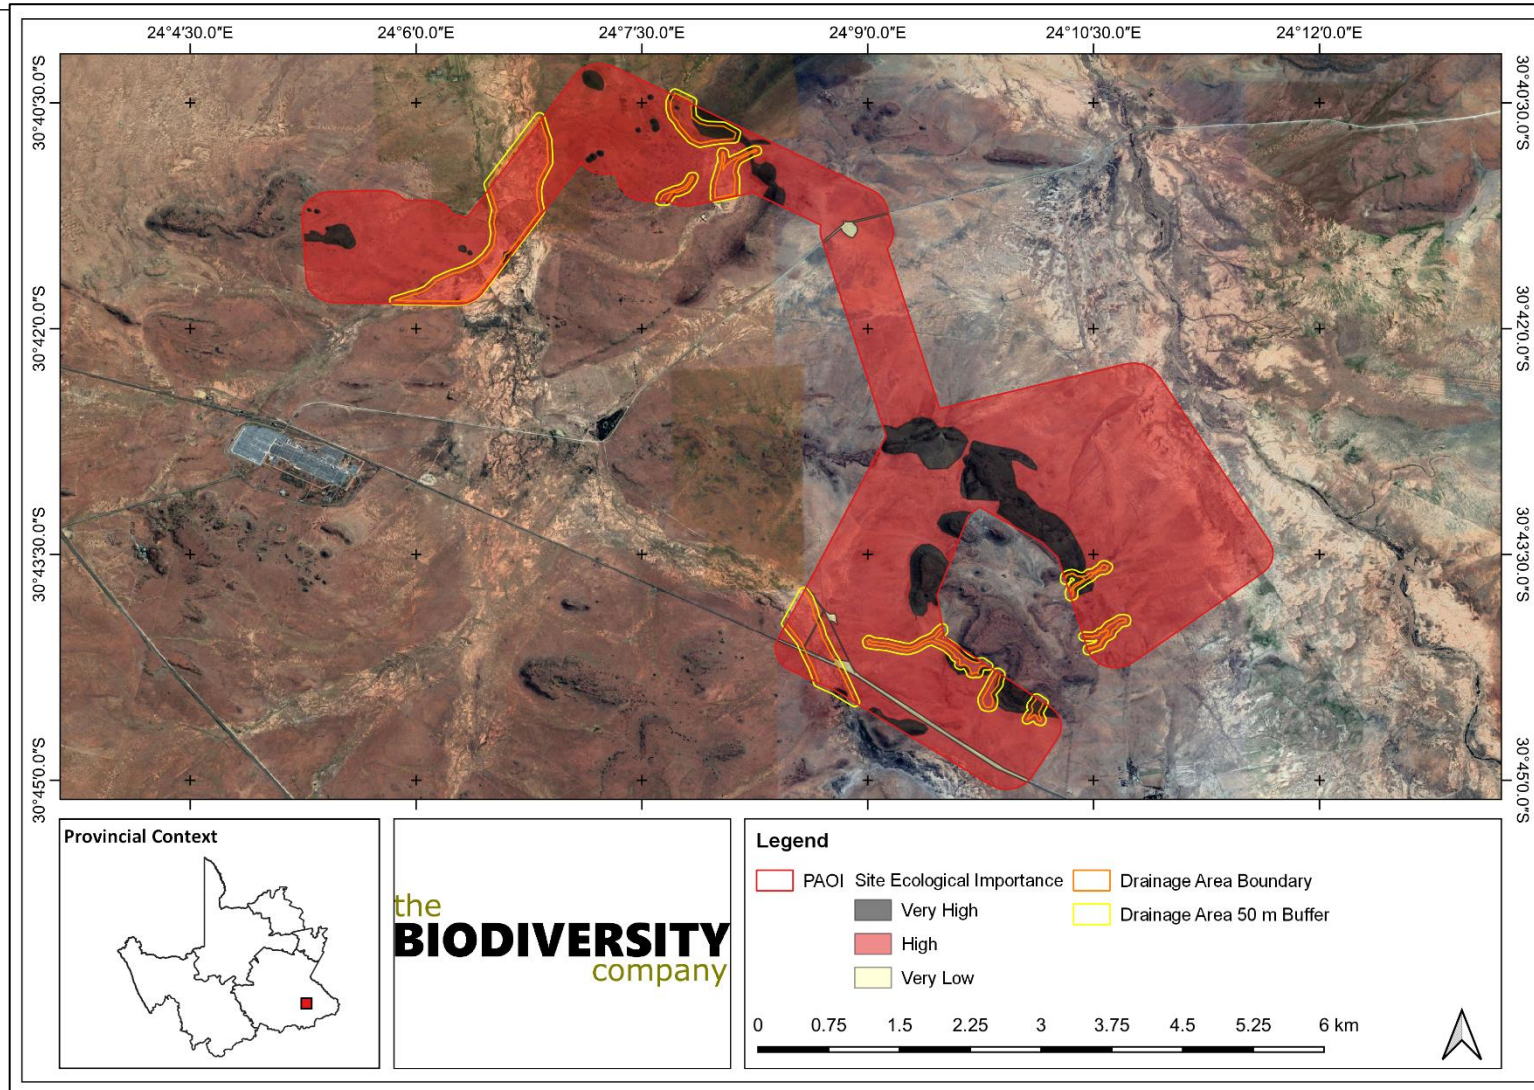 24°4'30.0"E 24°6'0.0"E 24°7'30.0"E 24°9'0.0"E 24°10'30.0"E 24°12'0.0"E
30°40'30.0"S 30°40'30.0"S
30°42'0.0"S 30°42'0.0"S
30°43'30.0"S 30°43'30.0"S
30°45'0.0"S 30°45'0.0"S
Provincial Context
the
BIODIVERSITY
company
Legend
PAOI Site Ecological Importance Drainage Area Boundary
Very High Drainage Area 50 m Buffer
High
Very Low
0 0.75 1.5 2.25 3 3.75 4.5 5.25 6 km